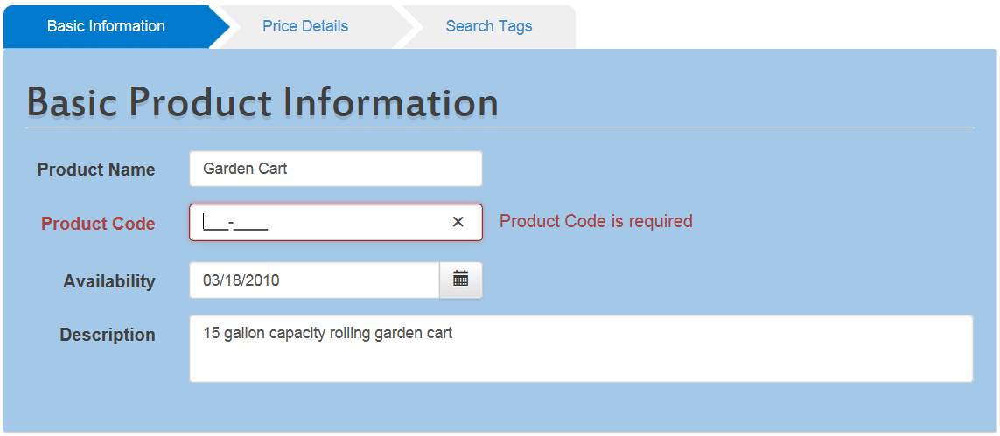 Basic Information Price Details Search Tags
Basic Product Information
Product Name Garden Cart
Product Code ___-____ Product Code is required
Availability 03/18/2010
Description 15 gallon capacity rolling garden cart